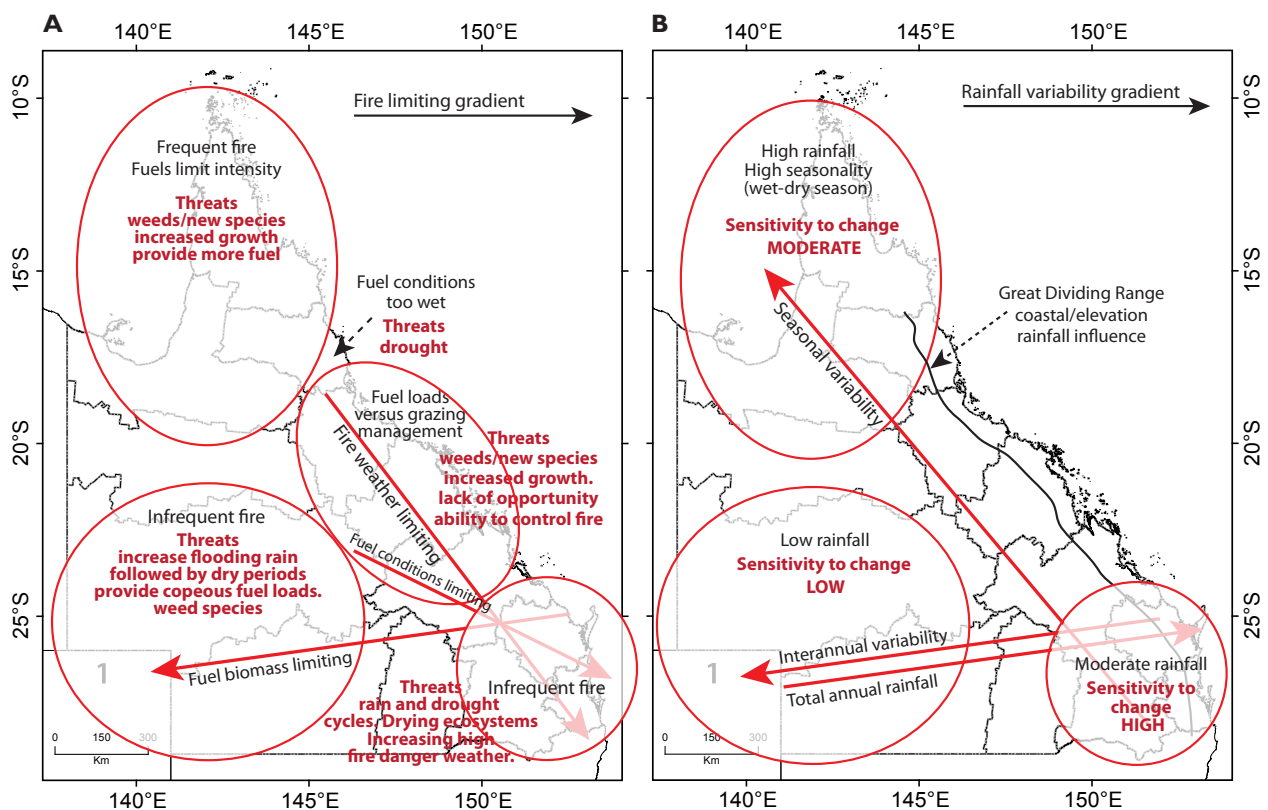 A
140°E
145°E
150°E
10°S
15°S
20°S
25°S
Fire limiting gradient
Frequent fire
Fuels limit intensity
Threats
weeds/new species
increased growth
provide more fuel
Fuel conditions
too wet
Threats
drought
Fuel loads
versus grazing
management
Fire weather limiting
Threats
weeds/new species
increased growth.
lack of opportunity
ability to control fire
Infrequent fire
Threats
increase flooding rain
followed by dry periods
provide copeous fuel loads.
weed species
Fuel conditions limiting
Fuel biomass limiting
1
Infrequent fire
Threats
rain and drought
cycles. Drying ecosystems
Increasing high
fire danger weather.
0 150 300
Km
140°E
145°E
150°E
B
140°E
145°E
150°E
Rainfall variability gradient
High rainfall
High seasonality
(wet-dry season)
Sensitivity to change
MODERATE
Seasonal variability
Great Dividing Range
coastal/elevation
rainfall influence
Low rainfall
Sensitivity to change
LOW
Interannual variability
Total annual rainfall
1
Moderate rainfall
Sensitivity to
change
HIGH
0 150 300
Km
10°S
15°S
20°S
25°S
140°E
145°E
150°E